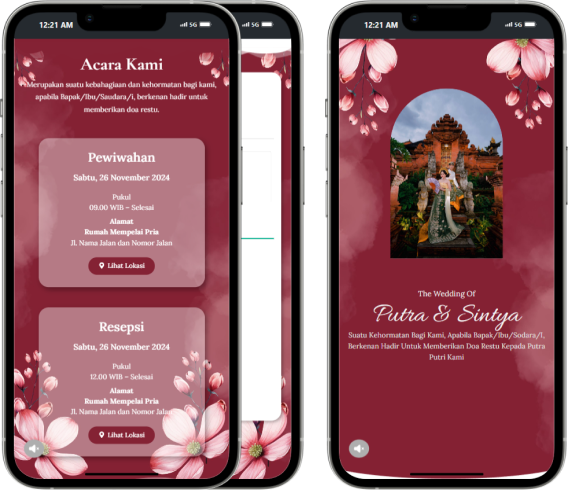 12:21 AM
5G
Acara Kami
Merupakan suatu kebahagiaan dan kehormatan bagi kami,
apabila Bapak/Ibu/Saudara/i, berkenan hadir untuk
memberikan doa restu.
Pewiwahan
Sabtu, 26 November 2024
Pukul
09.00 WIB – Selesai
Alamat
Rumah Mempelai Pria
Jl. Nama Jalan dan Nomor Jalan
Lihat Lokasi
Resepsi
Sabtu, 26 November 2024
Pukul
12.00 WIB – Selesai
Alamat
Rumah Mempelai Pria
Jl. Nama Jalan dan Nomor Jalan
Lihat Lokasi
5G
12:21 AM
5G
The Wedding Of
Putra & Sintya
Suatu Kehormatan Bagi Kami, Apabila Bapak/Ibu/Sodara/I,
Berkenan Hadir Untuk Memberikan Doa Restu Kepada Putra
Putri Kami